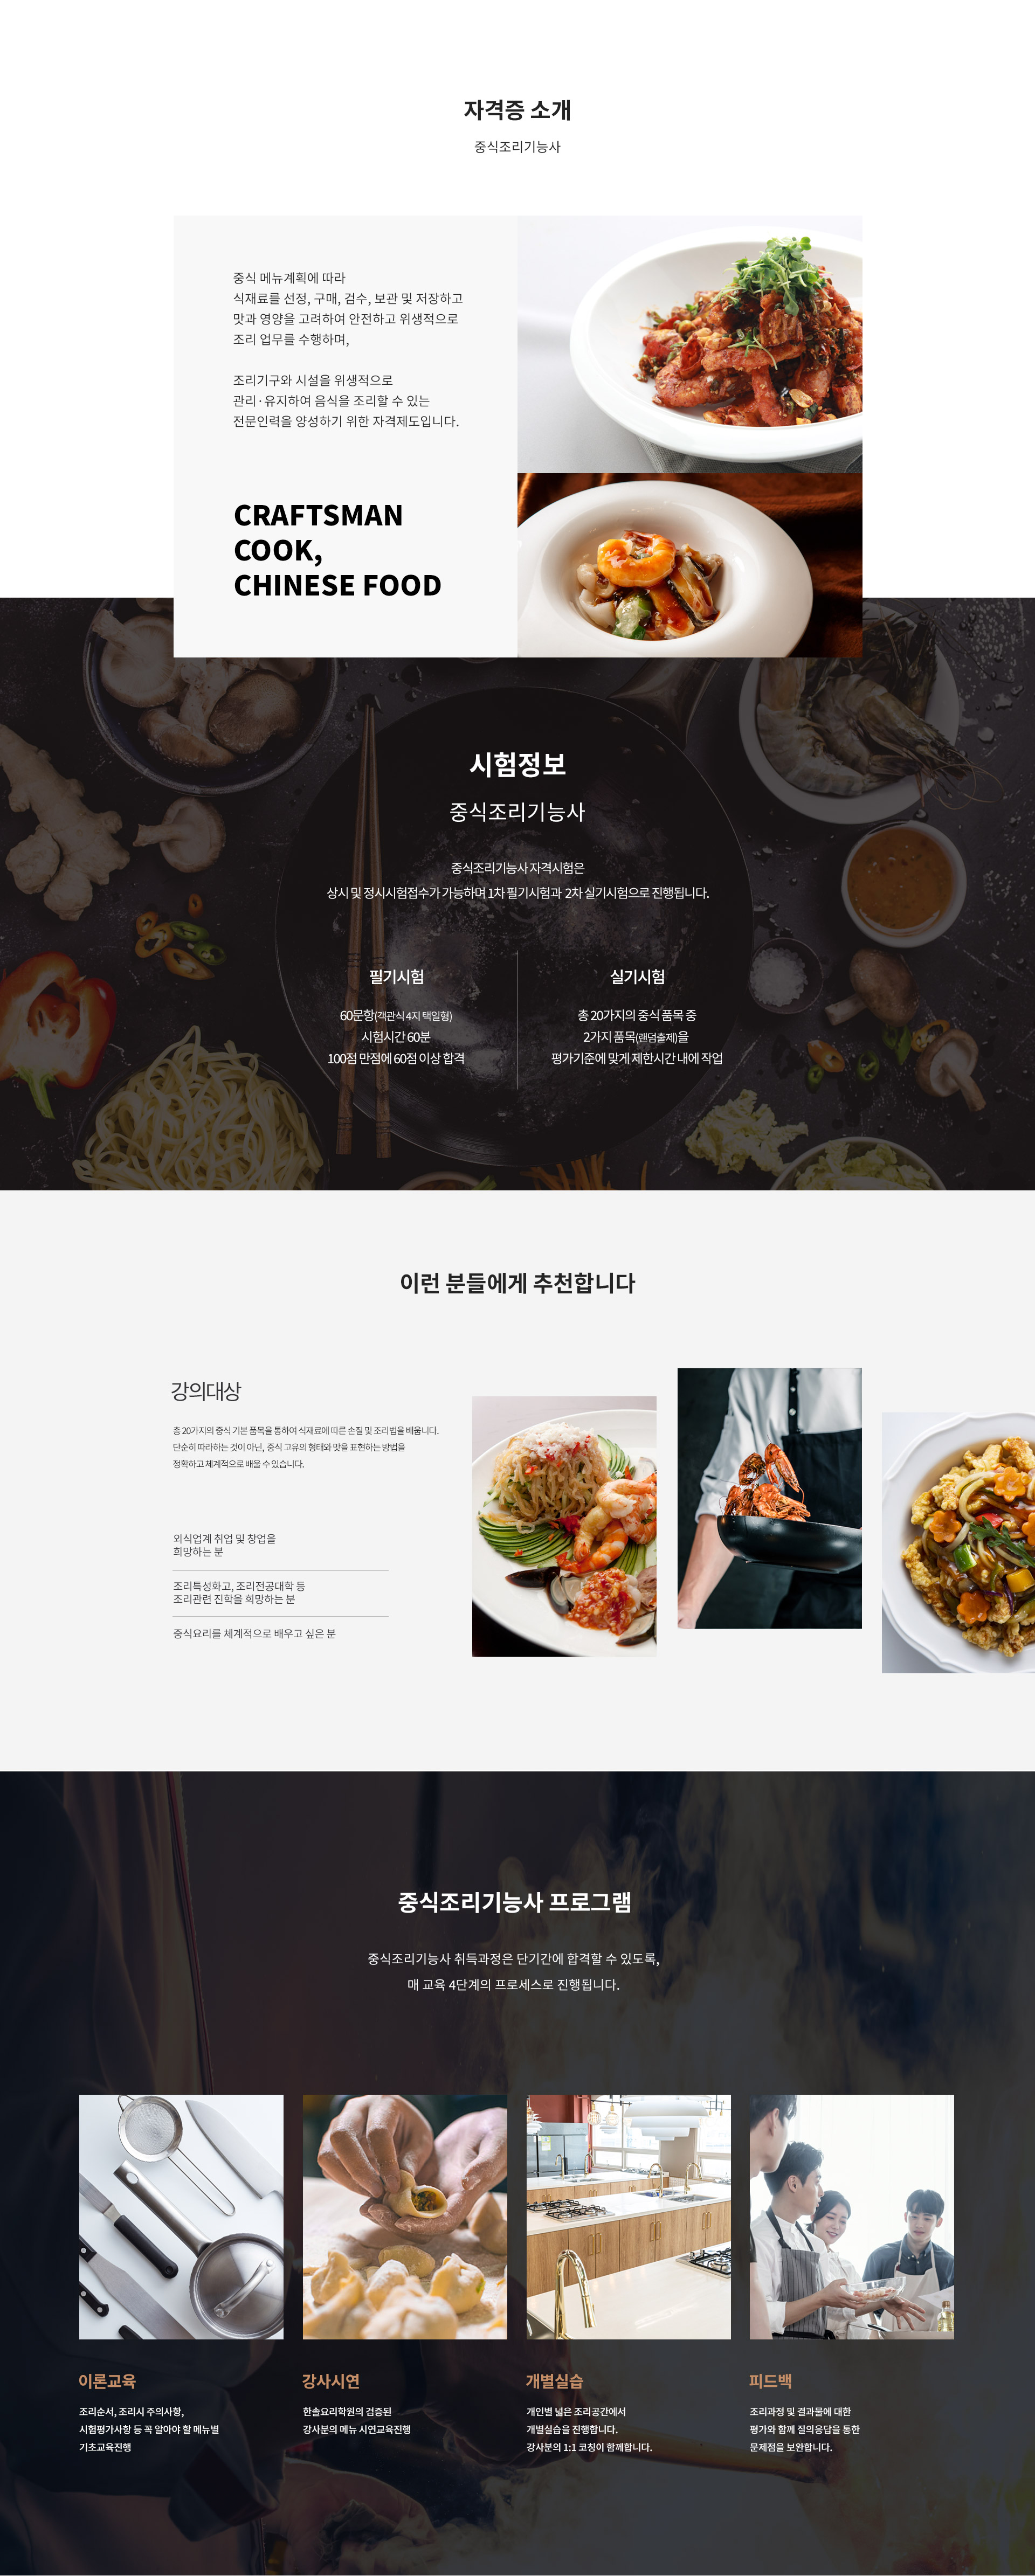 자격증 소개
중식조리기능사
중식 메뉴계획에 따라
식재료를 선정, 구매, 검수, 보관 및 저장하고
맛과 영양을 고려하여 안전하고 위생적으로
조리 업무를 수행하며,
조리기구와 시설을 위생적으로
관리·유지하여 음식을 조리할 수 있는
전문인력을 양성하기 위한 자격제도입니다.
CRAFTSMAN
COOK,
CHINESE FOOD
시험정보
중식조리기능사
중식조리기능사 자격시험은
상시 및 정시시험접수가 가능하며 1차 필기시험과 2차 실기시험으로 진행됩니다.
필기시험
60문항(객관식 4지 택일형)
시험시간 60분
100점 만점에 60점 이상 합격
실기시험
총 20가지의 중식 품목 중
2가지 품목(랜덤출제)을
평가기준에 맞게 제한시간 내에 작업
이런 분들에게 추천합니다
강의대상
총 20가지의 중식 기본 품목을 통하여 식재료에 따른 손질 및 조리법을 배웁니다.
단순히 따라하는 것이 아닌, 중식 고유의 형태와 맛을 표현하는 방법을
정확하고 체계적으로 배울 수 있습니다.
외식업계 취업 및 창업을
희망하는 분
조리특성화고, 조리전공대학 등
조리관련 진학을 희망하는 분
중식요리를 체계적으로 배우고 싶은 분
중식조리기능사 프로그램
중식조리기능사 취득과정은 단기간에 합격할 수 있도록,
매 교육 4단계의 프로세스로 진행됩니다.
이론교육
조리순서, 조리시 주의사항,
시험평가사항 등 꼭 알아야 할 메뉴별
기초교육진행
강사시연
한솔요리학원의 검증된
강사분의 메뉴 시연교육진행
개별실습
개인별 넓은 조리공간에서
개별실습을 진행합니다.
강사분의 1:1 코칭이 함께합니다.
피드백
조리과정 및 결과물에 대한
평가와 함께 질의응답을 통한
문제점을 보완합니다.